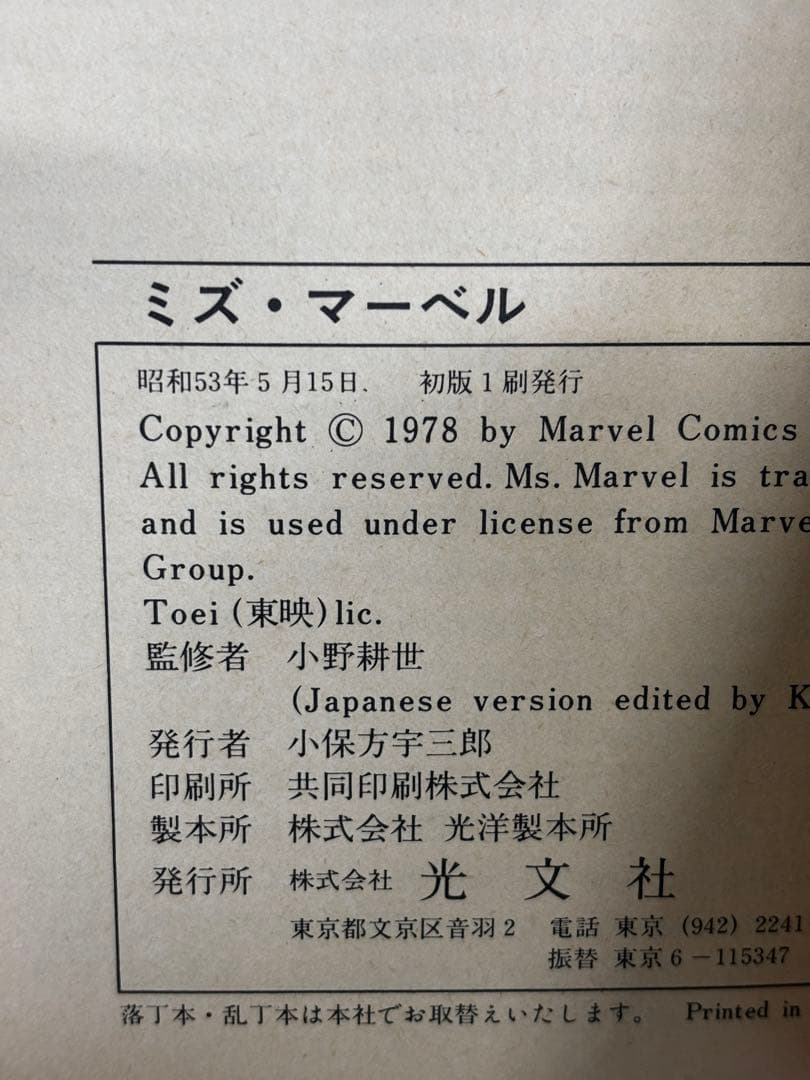 ミズ・マーベル
昭和53年5月15日. 初版1刷発行
Copyright © 1978 by Marvel Comics
All rights reserved. Ms. Marvel is
and is used under license from
Group.
Toei (東映) lic.
監修者 小野耕世
(Japanese version edited by
発行者 小保方宇三郎
印刷所 共同印刷株式会社
製本所 株式会社 光洋製本所
発行所 株式会社 光文社
東京都文京区音羽2 電話 東京 (942) 2241
振替 東京6－115347
落丁本・乱丁本は本社でお取替えいたします。 Printed in